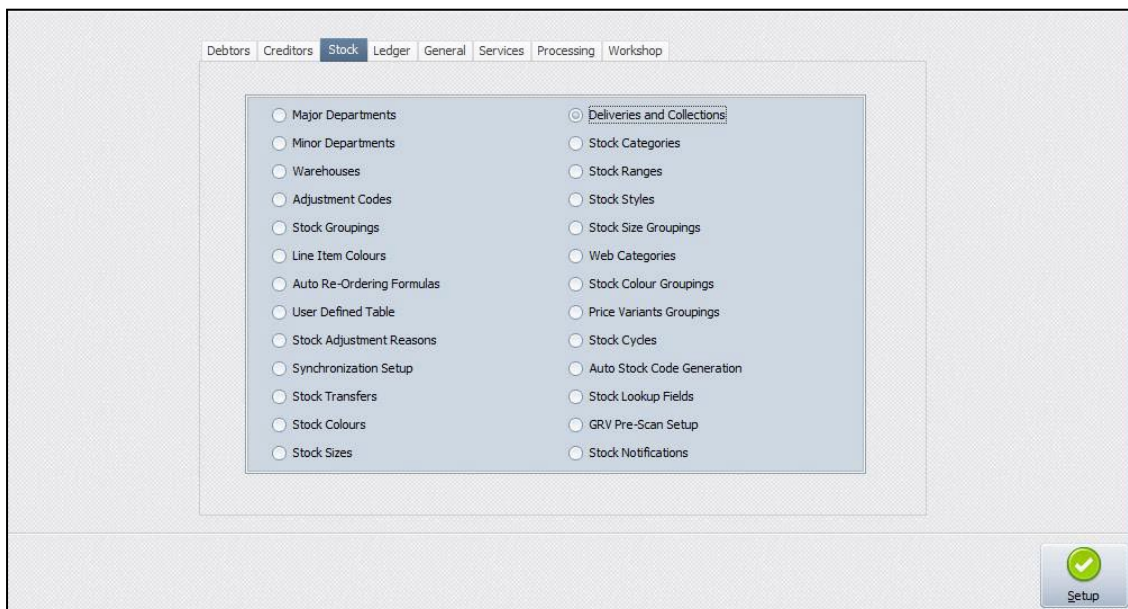 Debtors Creditors Stock Ledger General Services Processing Workshop
Major Departments
Minor Departments
Warehouses
Adjustment Codes
Stock Groupings
Line Item Colours
Auto Re-Ordering Formulas
User Defined Table
Stock Adjustment Reasons
Synchronization Setup
Stock Transfers
Stock Colours
Stock Sizes
Deliveries and Collections
Stock Categories
Stock Ranges
Stock Styles
Stock Size Groupings
Web Categories
Stock Colour Groupings
Price Variants Groupings
Stock Cycles
Auto Stock Code Generation
Stock Lookup Fields
GRV Pre-Scan Setup
Stock Notifications
Setup